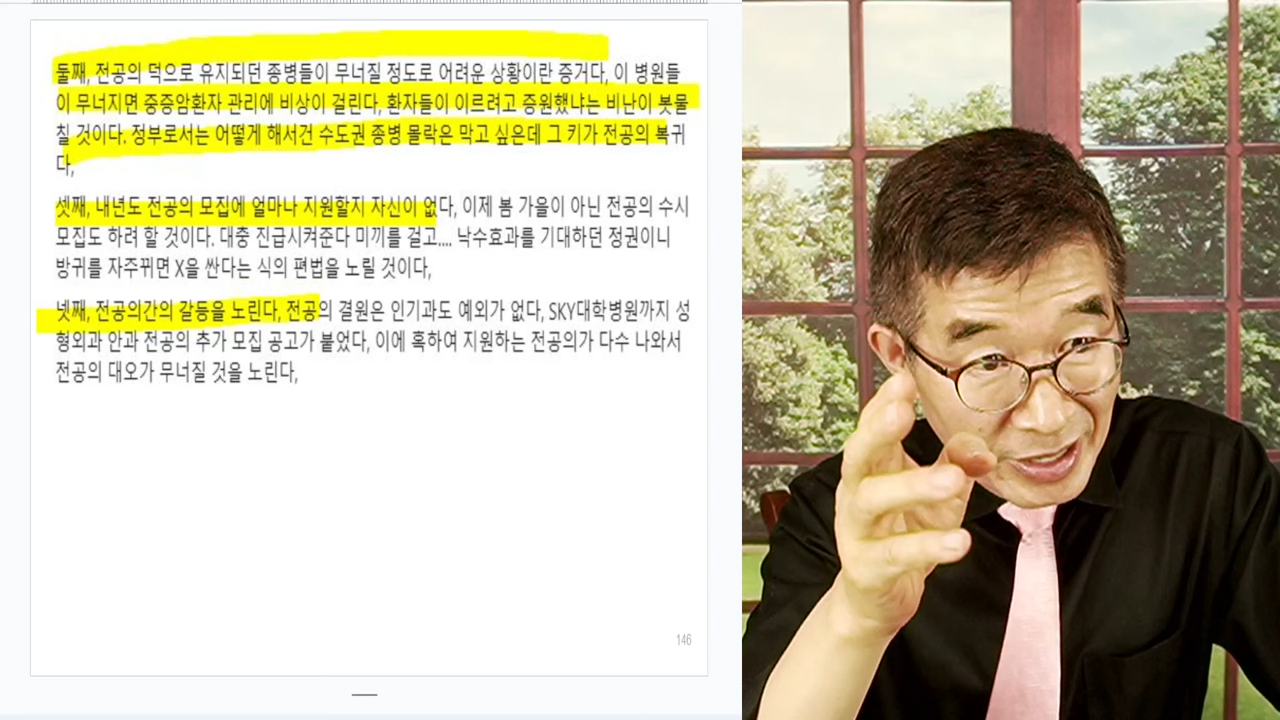 둘째, 전공의 덕으로 유지되던 종병들이 무너질 정도로 어려운 상황이란 증거다, 이 병원들
이 무너지면 중증암환자 관리에 비상이 걸린다, 환자들이 이르려고 증원했냐는 비난이 봇물
칠 것이다. 정부로서는 어떻게 해서건 수도권 종병 몰락은 막고 싶은데 그 키가 전공의 복귀
다,
셋째, 내년도 전공의 모집에 얼마나 지원할지 자신이 없다, 이제 봄 가을이 아닌 전공의 수시
모집도 하려 할 것이다. 대충 진급시켜준다 미끼를 걸고.... 낙수효과를 기대하던 정권이니
방귀를 자주뀌면 X을 싼다는 식의 편법을 노릴 것이다,
넷째, 전공의간의 갈등을 노린다, 전공의 결원은 인기과도 예외가 없다, SKY대학병원까지 성
형외과 안과 전공의 추가 모집 공고가 붙었다, 이에 혹하여 지원하는 전공의가 다수 나와서
전공의 대오가 무너질 것을 노린다,
146